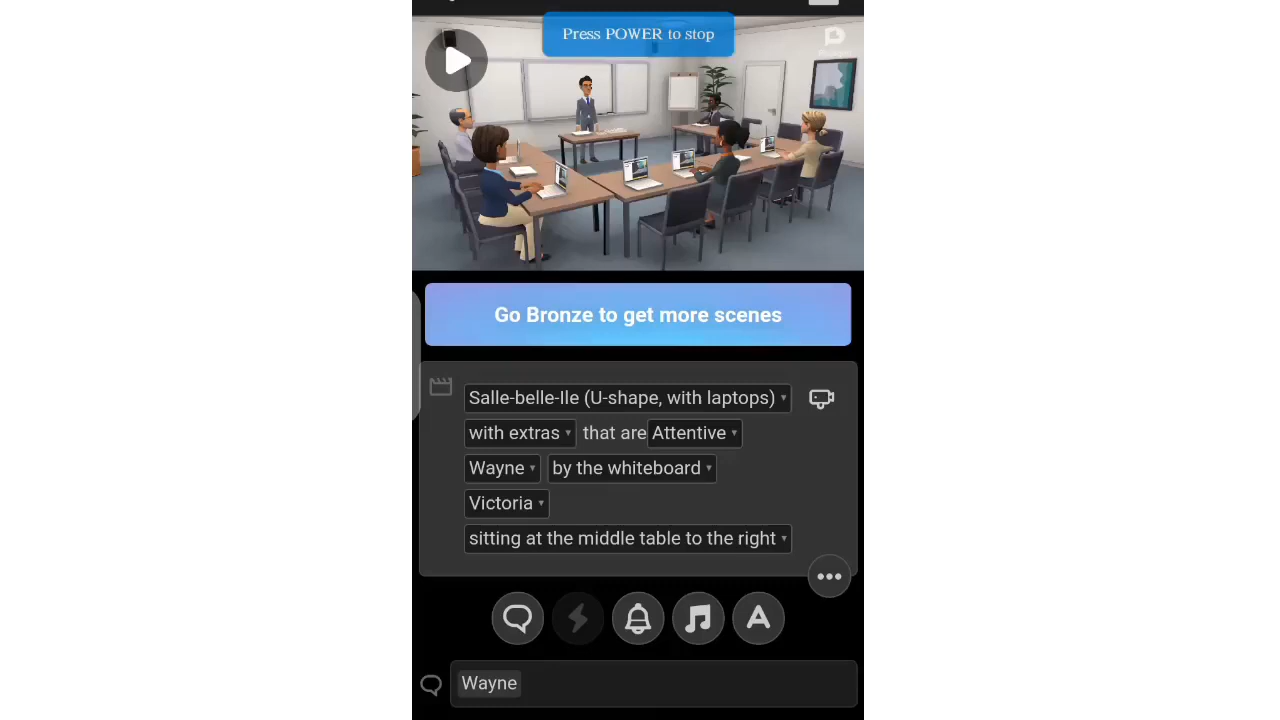 Press POWER to stop
Go Bronze to get more scenes
Salle-belle-Ile (U-shape, with laptops)
with extras that are Attentive
Wayne by the whiteboard
Victoria
sitting at the middle table to the right
A
Wayne